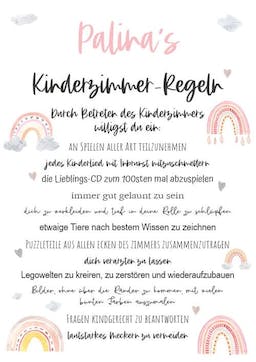 Palina's
Kinderzimmer-Regeln
Durch Betreten des Kinderzimmers
willigst du ein:
an Spielen aller Art teilzunehmen
jedes Kinderlied mit Inbrunst mitzuschmettern
die Lieblings-CD zum 100sten mal abzuspielen
immer gut gelaunt zu sein
dich zu verkleiden und tief in deine Rolle zu schlüpfen
etwaige Tiere nach bestem Wissen zu zeichnen
Puzzleteile aus allen Ecken des Zimmers zusammenzutragen
dich verarzten zu lassen
Legowelten zu kreiren, zu zerstören und wiederaufzubauen
Bilder, ohne über die Ränder zu kommen, mit vielen
bunten Farben auszumalen
Fragen kindgerecht zu beantworten
lautstarkes Meckern zu vermeiden